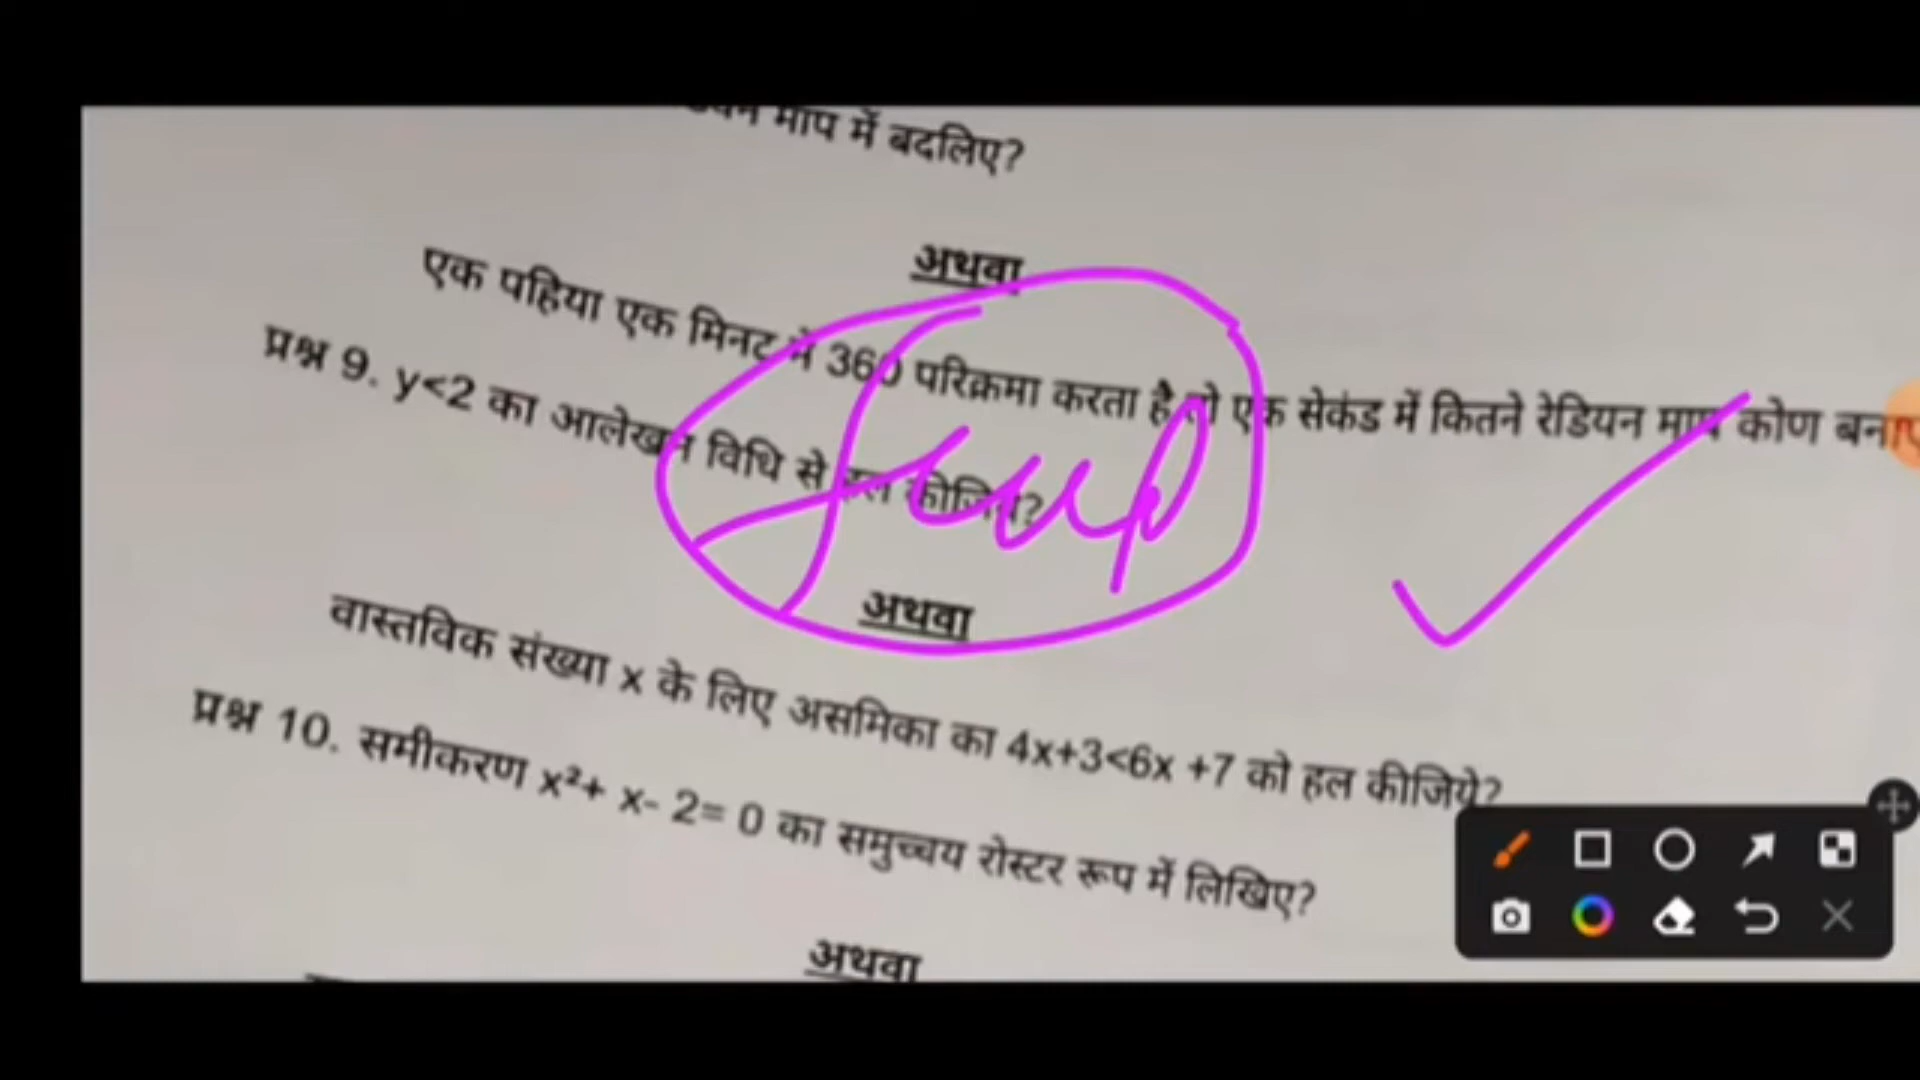 माप में बदलिए?
अथवा
एक पहिया एक मिनट में 360 परिक्रमा करता है तो एक सेकंड में कितने रेडियन माप कोण बनाए
प्रश्न 9. y<2 का आलेखन विधि से हल कीजिये?
अथवा
वास्तविक संख्या x के लिए असमिका का 4x+3<6x +7 को हल कीजिये?
प्रश्न 10. समीकरण x²+ x- 2= 0 का समुच्चय रोस्टर रूप में लिखिए?
अथवा